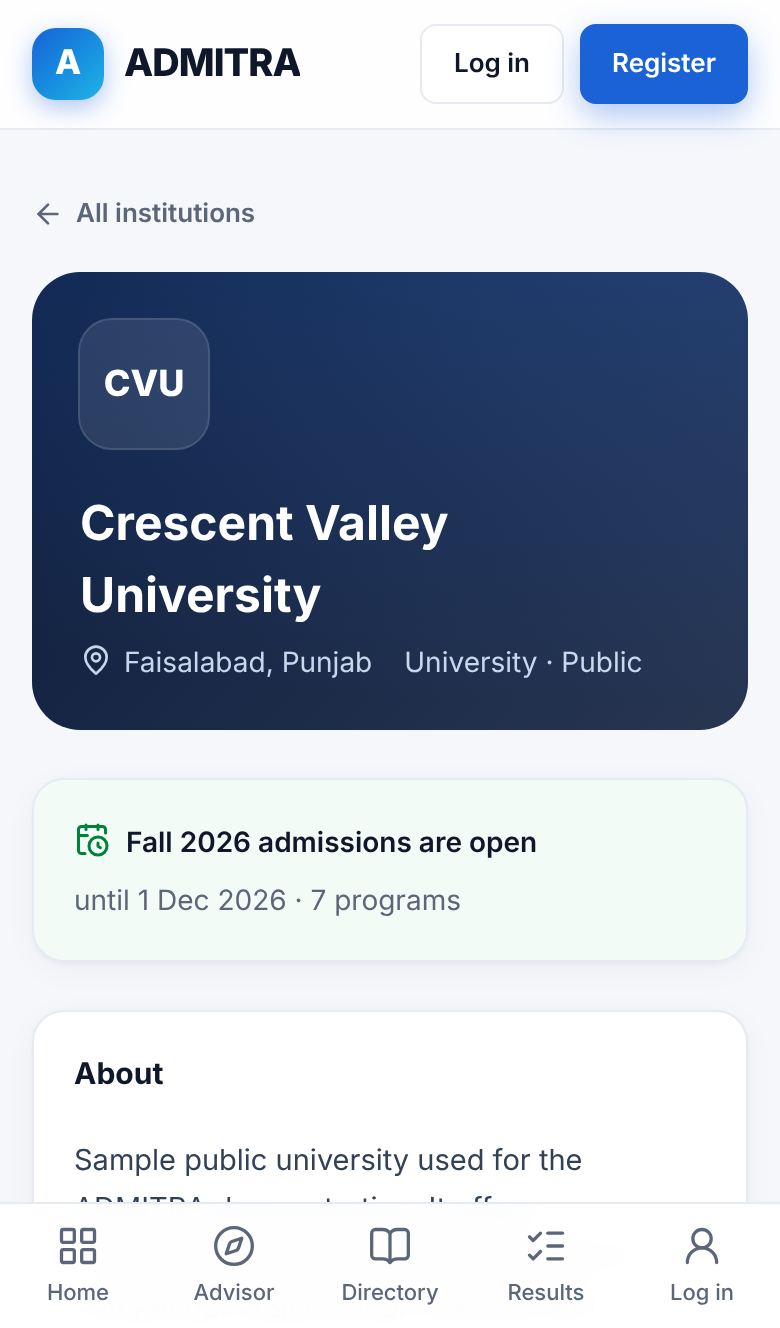 A ADMITRA Log in Register
All institutions
CVU
Crescent Valley
University
Faisalabad, Punjab University · Public
Fall 2026 admissions are open
until 1 Dec 2026 · 7 programs
About
Sample public university used for the
Home Advisor Directory Results Log in